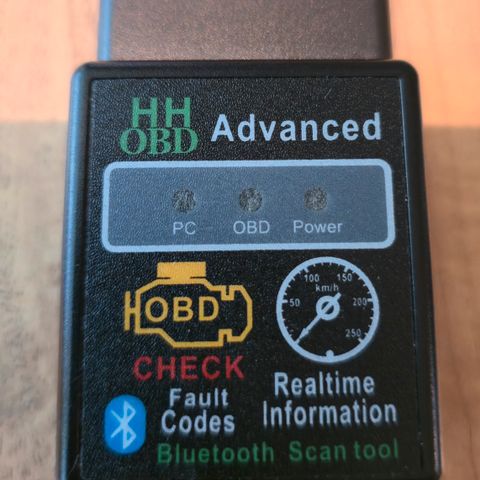 HH
OBD Advanced
PC OBD Power
OBD
100 150
km/h
50 200
250
CHECK
Fault
Codes
Realtime
Information
Bluetooth Scan tool